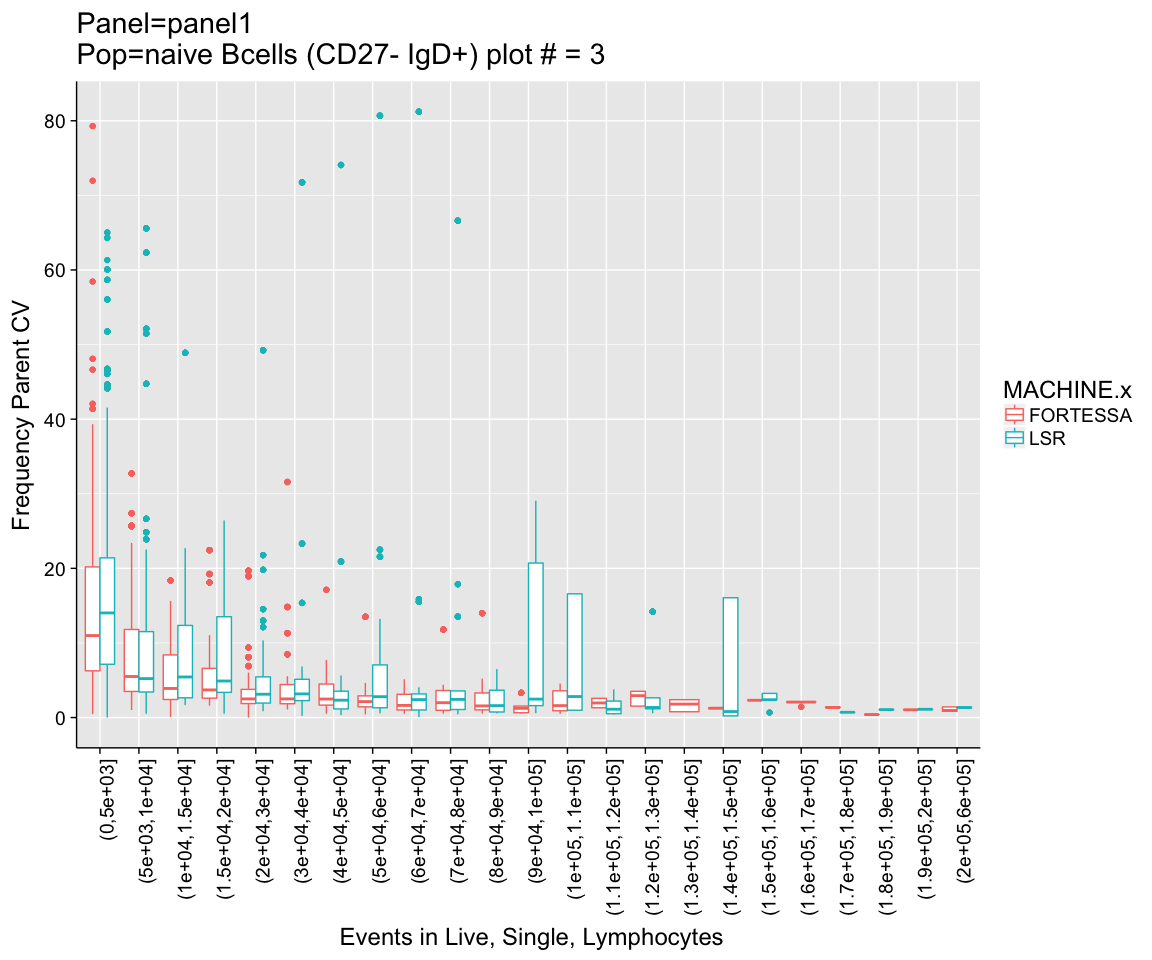 Panel=panel1
Pop=naive Bcells (CD27- IgD+) plot # = 3
Frequency Parent CV
80
60
40
20
0
(0,5e+03]
(5e+03,1e+04]
(1e+04,1.5e+04]
(1.5e+04,2e+04]
(2e+04,3e+04]
(3e+04,4e+04]
(4e+04,5e+04]
(5e+04,6e+04]
(6e+04,7e+04]
(7e+04,8e+04]
(8e+04,9e+04]
(9e+04,1e+05]
(1e+05,1.1e+05]
(1.1e+05,1.2e+05]
(1.2e+05,1.3e+05]
(1.3e+05,1.4e+05]
(1.4e+05,1.5e+05]
(1.5e+05,1.6e+05]
(1.6e+05,1.7e+05]
(1.7e+05,1.8e+05]
(1.8e+05,1.9e+05]
(1.9e+05,2e+05]
(2e+05,6e+05]
Events in Live, Single, Lymphocytes
MACHINE.x
FORTESSA
LSR